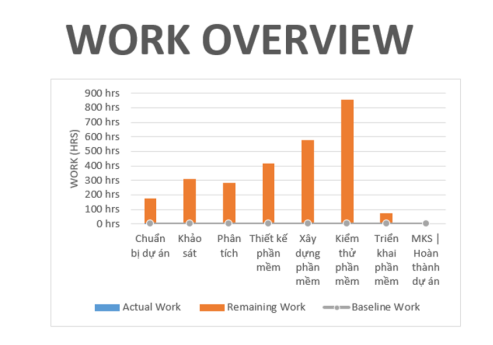 WORK OVERVIEW
900 hrs
800 hrs
700 hrs
600 hrs
500 hrs
400 hrs
300 hrs
200 hrs
100 hrs
0 hrs
WORK (HRS)
Chuẩn
bị dự án
Khảo
sát
Phân
tích
Thiết kế
phần
mềm
Xây
dựng
phần
mềm
Kiểm
thử
phần
mềm
Triển
khai
phần
mềm
MKS |
Hoàn
thành
dự án
Actual Work
Remaining Work
Baseline Work